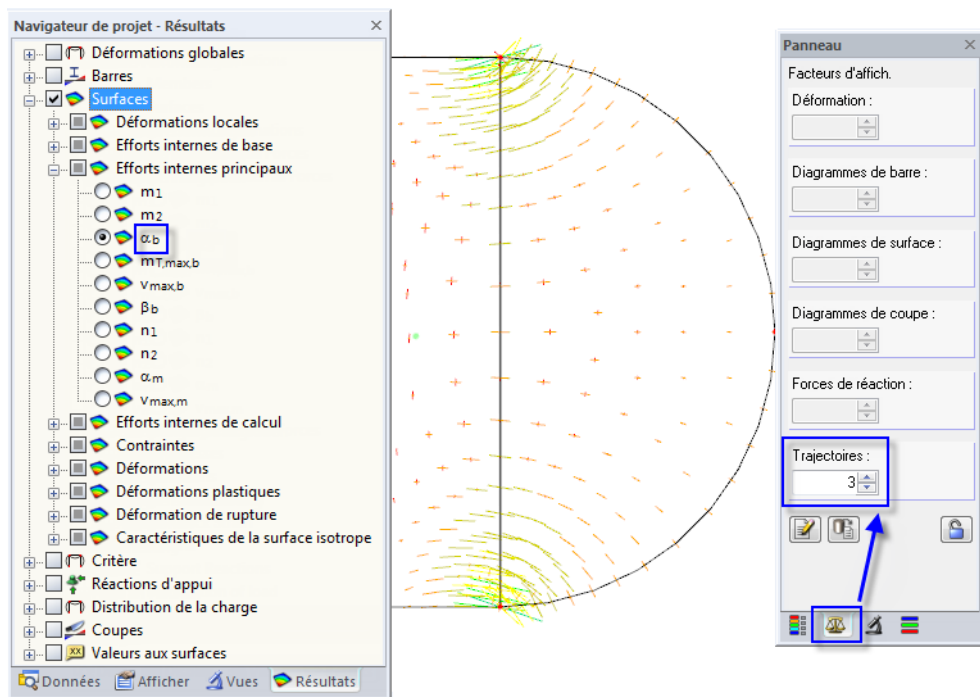 Navigateur de projet - Résultats
Déformations globales
Barres
Surfaces
Déformations locales
Efforts internes de base
Efforts internes principaux
m1
m2
αb
mT,max,b
vmax,b
βb
n1
n2
αm
vmax,m
Efforts internes de calcul
Contraintes
Déformations
Déformations plastiques
Déformation de rupture
Caractéristiques de la surface isotrope
Critère
Réactions d'appui
Distribution de la charge
Coupes
Valeurs aux surfaces
Données Afficher Vues Résultats
Panneau
Facteurs d'affich.
Déformation :
Diagrammes de barre :
Diagrammes de surface :
Diagrammes de coupe :
Forces de réaction :
Trajectoires :
3